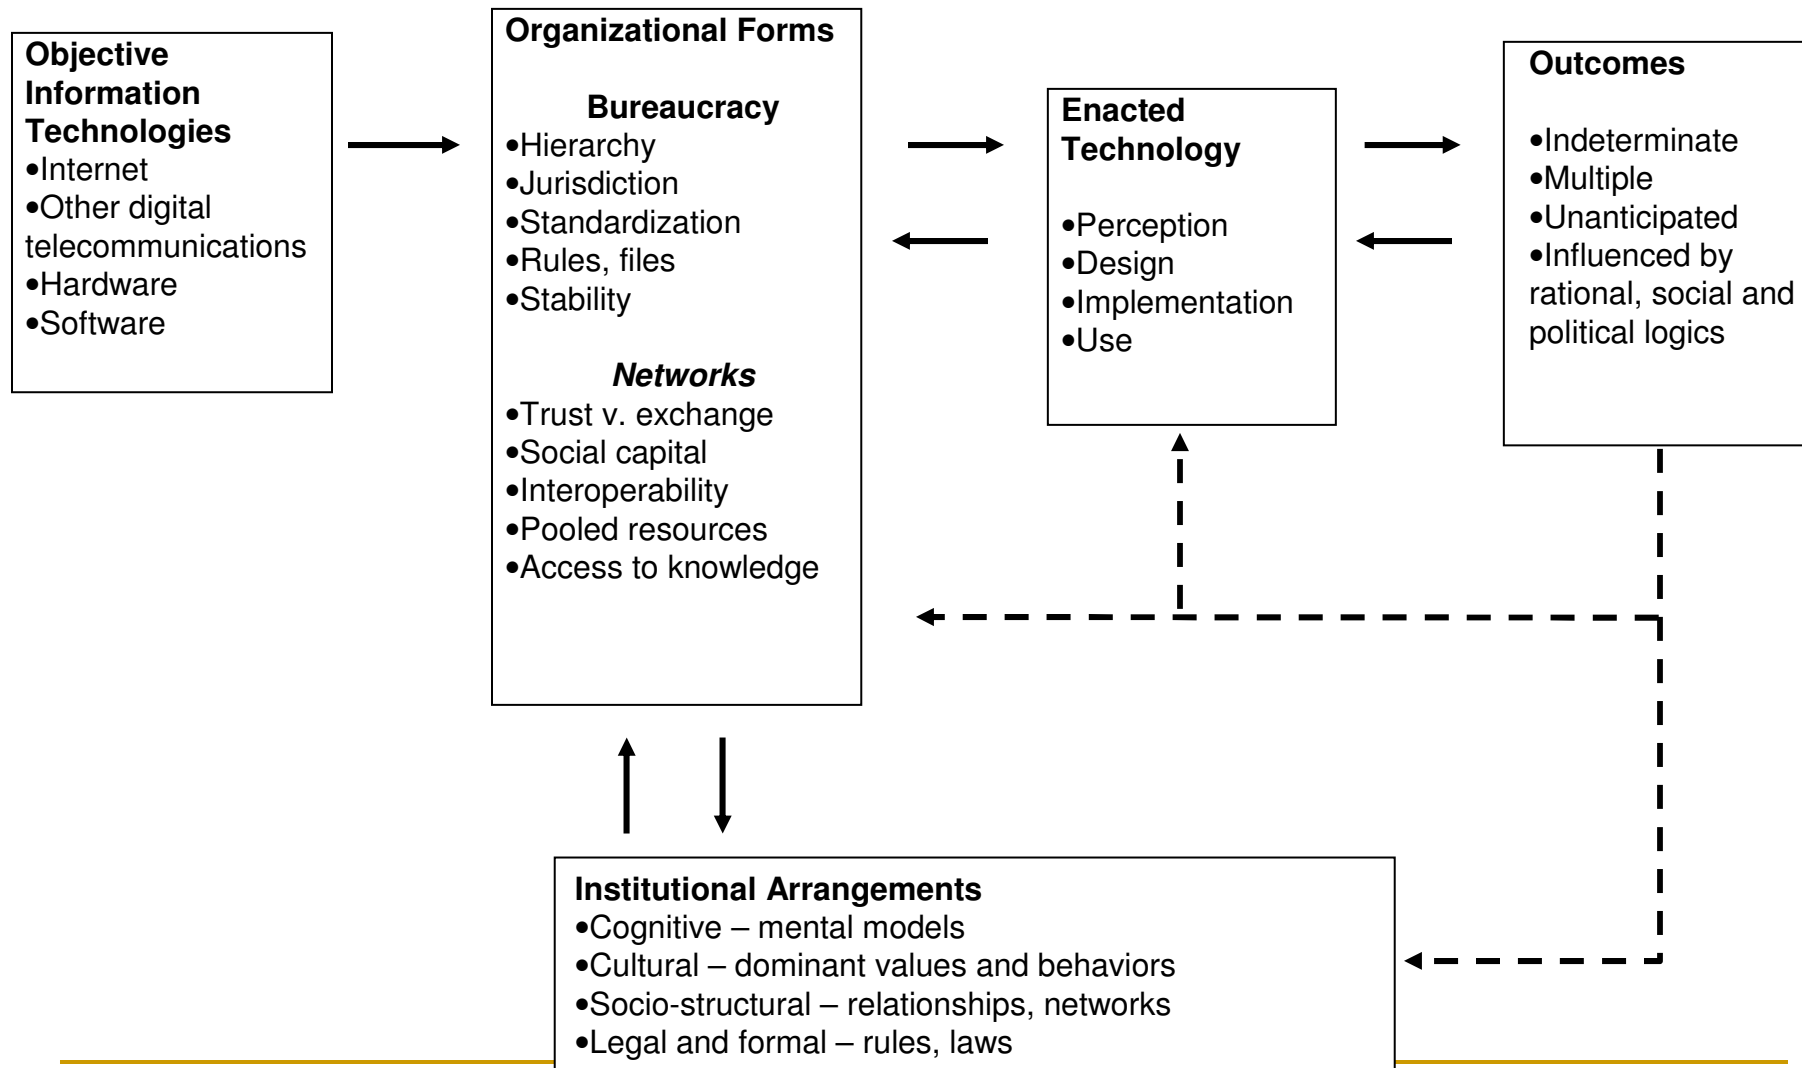 Objective
Information
Technologies
•Internet
•Other digital
telecommunications
•Hardware
•Software
Organizational Forms
Bureaucracy
•Hierarchy
•Jurisdiction
•Standardization
•Rules, files
•Stability
Networks
•Trust v. exchange
•Social capital
•Interoperability
•Pooled resources
•Access to knowledge
Enacted
Technology
•Perception
•Design
•Implementation
•Use
Outcomes
•Indeterminate
•Multiple
•Unanticipated
•Influenced by
rational, social and
political logics
Institutional Arrangements
•Cognitive – mental models
•Cultural – dominant values and behaviors
•Socio-structural – relationships, networks
•Legal and formal – rules, laws